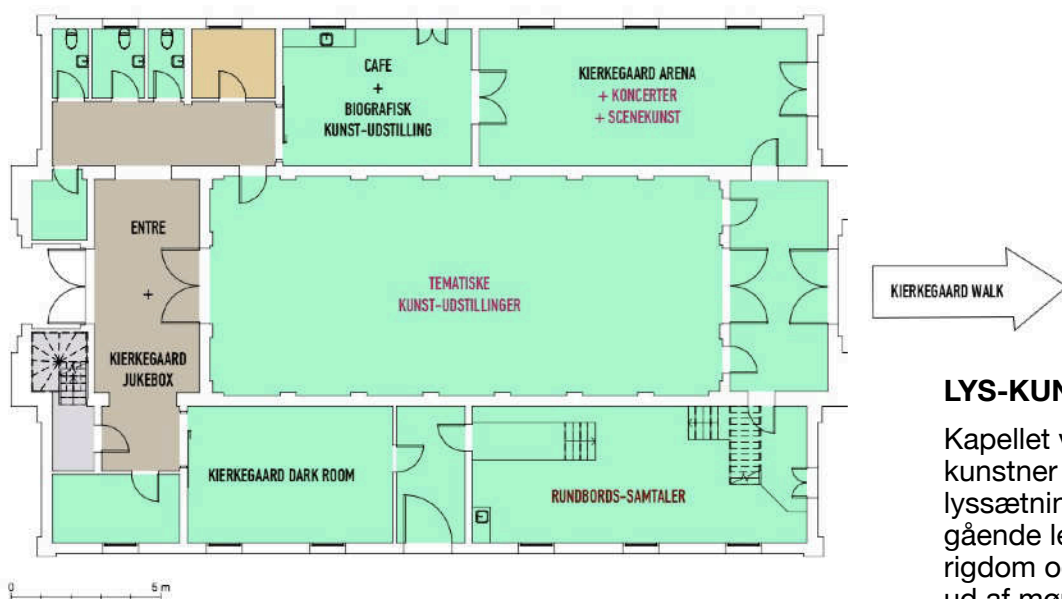 CAFE
+
BIOGRAFISK
KUNST-UDSTILLING
KIERKEGAARD ARENA
+ KONCERTER
+ SCENEKUNST
ENTRE
+
KIERKEGAARD
JUKEBOX
TEMATISKE
KUNST-UDSTILLINGER
KIERKEGAARD WALK
KIERKEGAARD DARK ROOM
RUNDBORDS-SAMTALER
0 5 m
LYS-KUN
Kapellet v
kunstner
lyssætnin
gående le
rigdom o